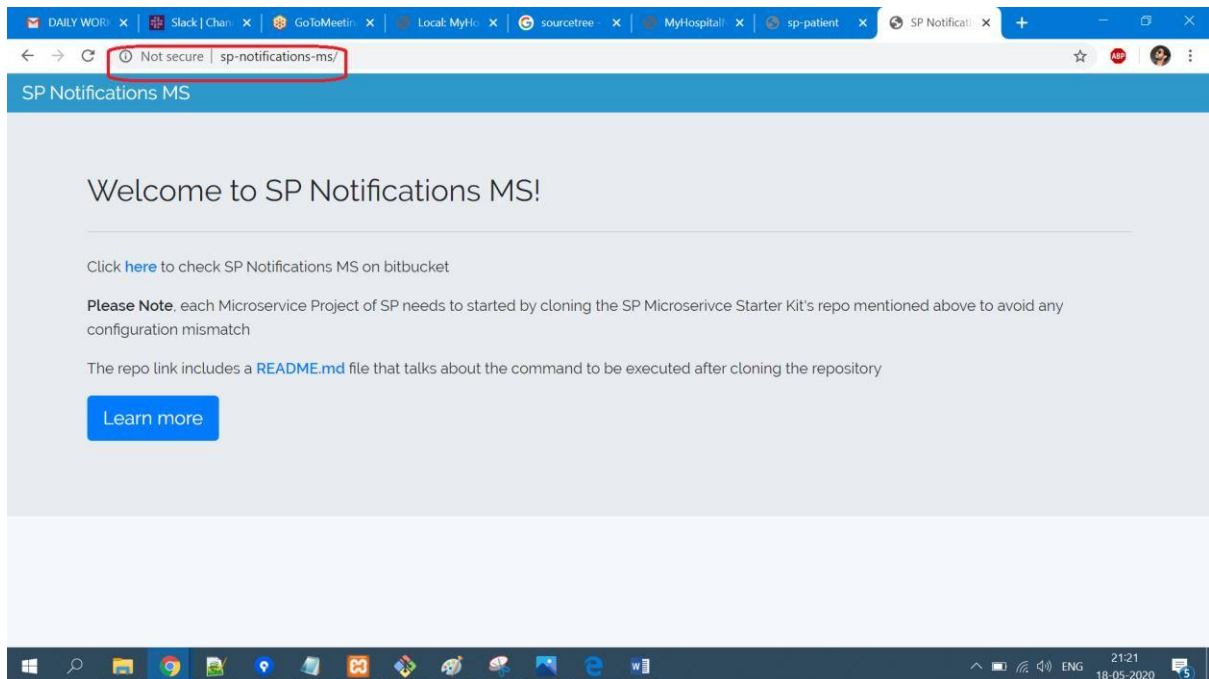 DAILY WOR
Slack | Chan
GoToMeetin
Local: MyHo
sourcetree -
MyHospital
sp-patient
SP Notificati
Not secure | sp-notifications-ms/
ABP
SP Notifications MS
Welcome to SP Notifications MS!
Click here to check SP Notifications MS on bitbucket
Please Note, each Microservice Project of SP needs to started by cloning the SP Microserivce Starter Kit's repo mentioned above to avoid any
configuration mismatch
The repo link includes a README.md file that talks about the command to be executed after cloning the repository
Learn more
ENG
21:21
18-05-2020
5